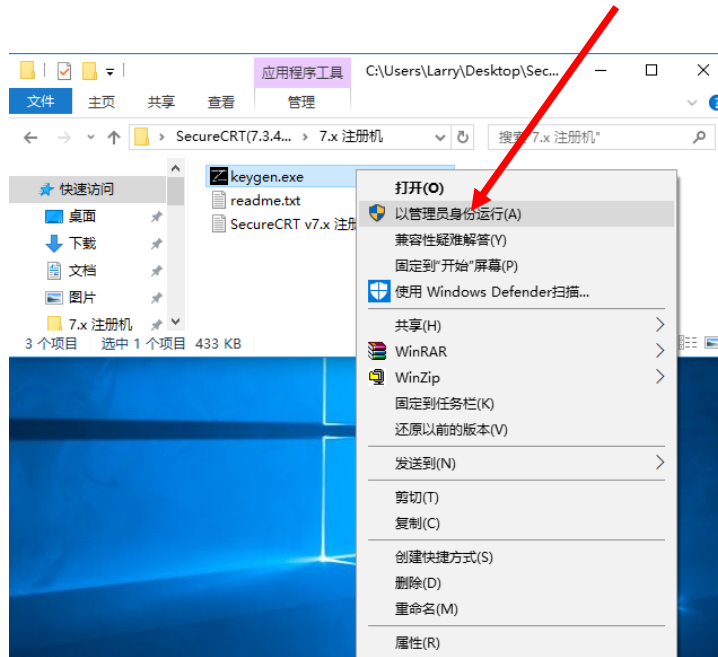 应用程序工具
C:\Users\Larry\Desktop\Sec...
文件 主页 共享 查看 管理
SecureCRT(7.3.4... › 7.x 注册机
搜索"7.x 注册机"
快速访问
桌面
下载
文档
图片
7.x 注册机
keygen.exe
readme.txt
SecureCRT v7.x 注册
3 个项目 选中 1 个项目 433 KB
打开(O)
以管理员身份运行(A)
兼容性疑难解答(Y)
固定到"开始"屏幕(P)
使用 Windows Defender扫描...
共享(H)
WinRAR
WinZip
固定到任务栏(K)
还原以前的版本(V)
发送到(N)
剪切(T)
复制(C)
创建快捷方式(S)
删除(D)
重命名(M)
属性(R)